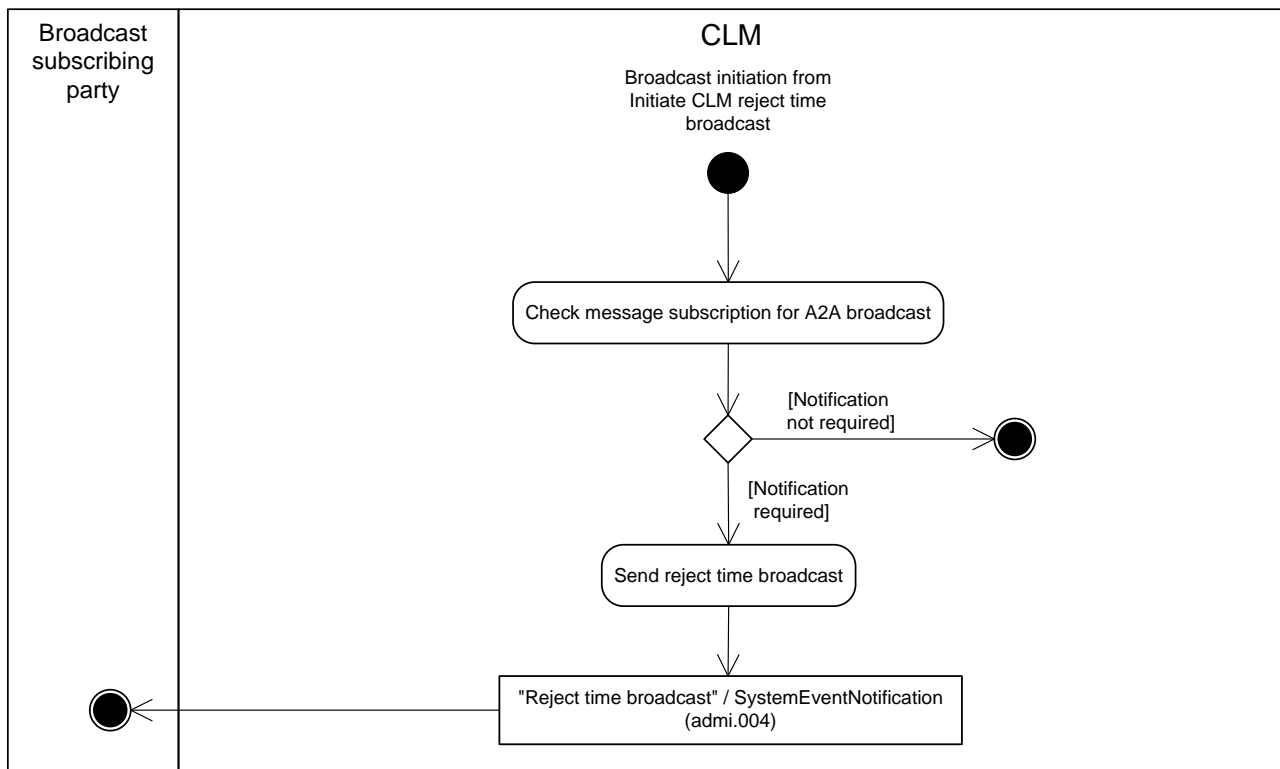 Broadcast
subscribing
party
CLM
Broadcast initiation from
Initiate CLM reject time
broadcast
Check message subscription for A2A broadcast
[Notification
not required]
[Notification
required]
Send reject time broadcast
"Reject time broadcast" / SystemEventNotification
(admi.004)